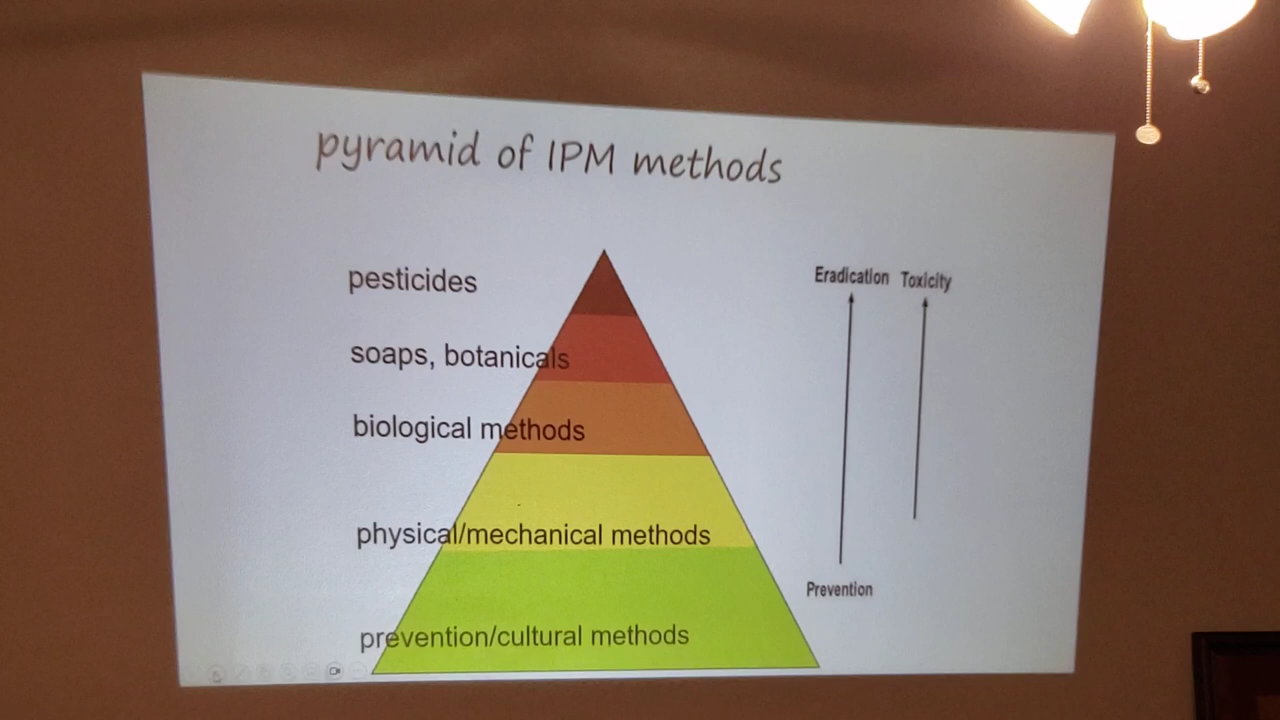 pyramid of IPM methods
pesticides
soaps, botanicals
biological methods
physical/mechanical methods
prevention/cultural methods
Eradication Toxicity
Prevention